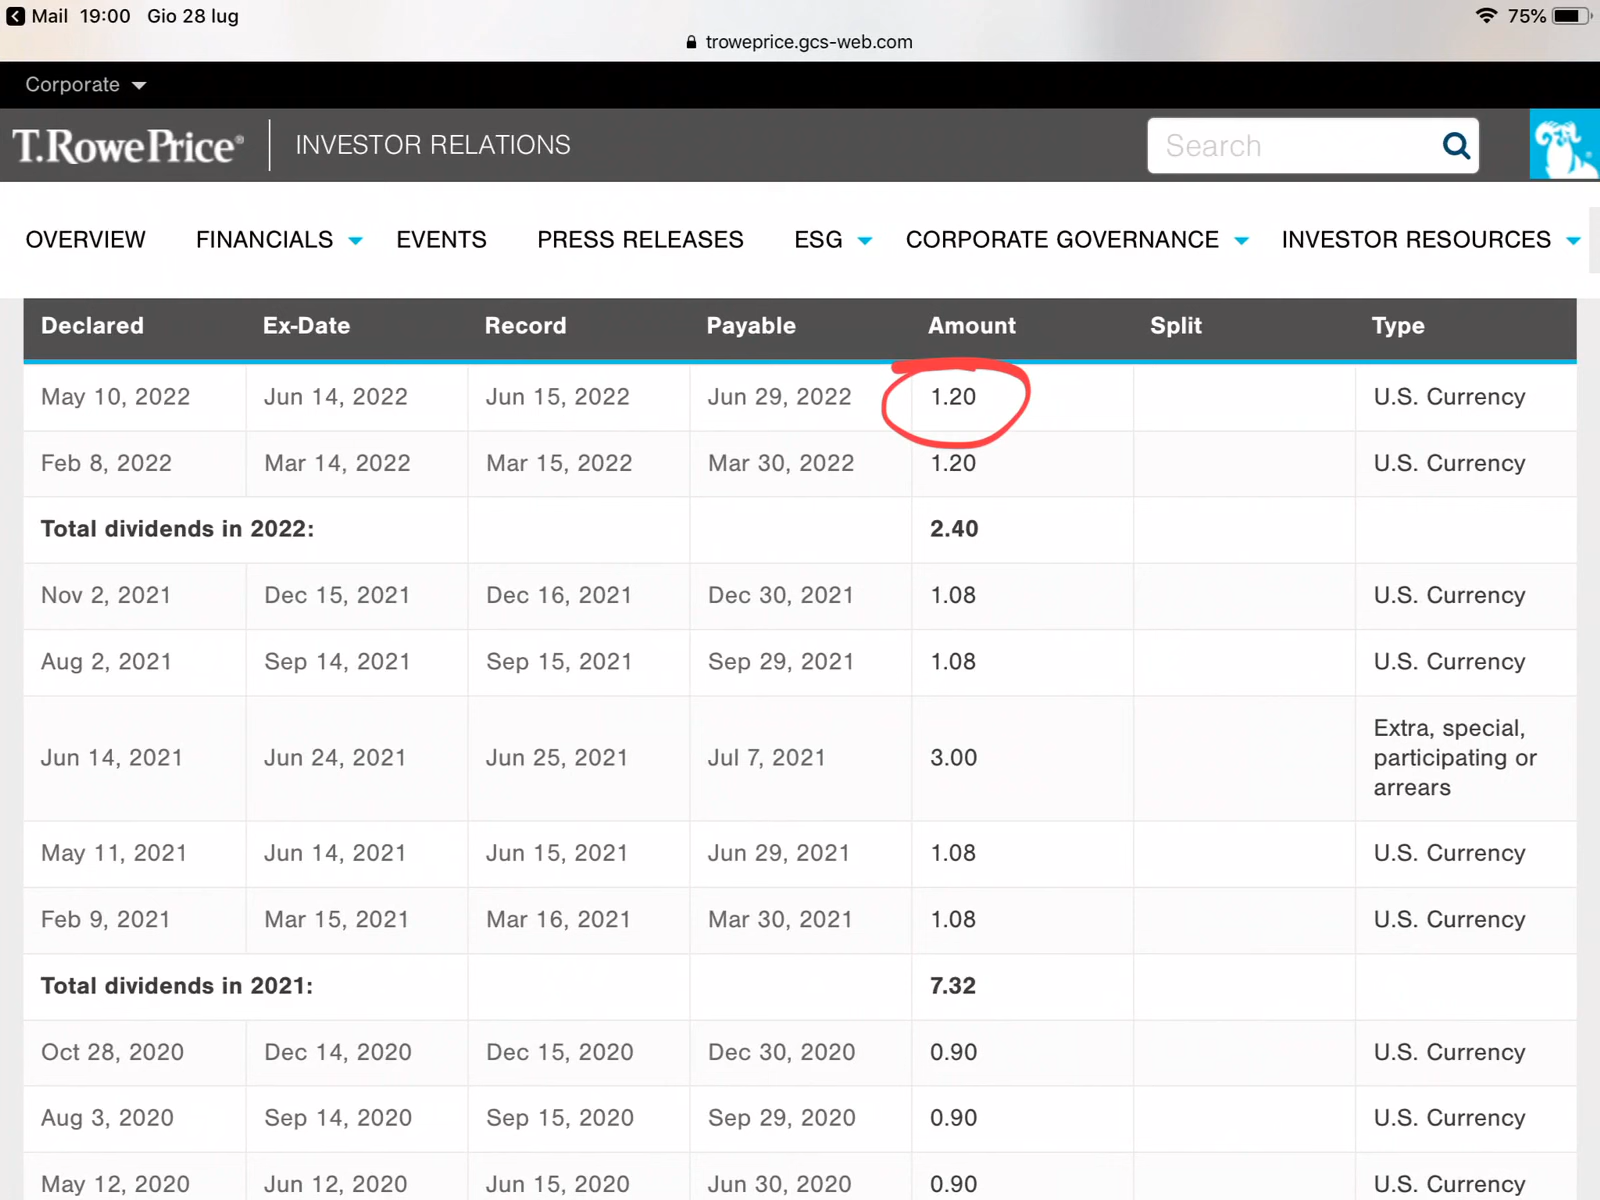 Mail 19:00 Gio 28 lug 75%
troweprice.gcs-web.com
Corporate
T.RowePrice® INVESTOR RELATIONS Search
OVERVIEW FINANCIALS EVENTS PRESS RELEASES ESG CORPORATE GOVERNANCE INVESTOR RESOURCES
Declared Ex-Date Record Payable Amount Split Type
May 10, 2022 Jun 14, 2022 Jun 15, 2022 Jun 29, 2022 1.20 U.S. Currency
Feb 8, 2022 Mar 14, 2022 Mar 15, 2022 Mar 30, 2022 1.20 U.S. Currency
Total dividends in 2022: 2.40
Nov 2, 2021 Dec 15, 2021 Dec 16, 2021 Dec 30, 2021 1.08 U.S. Currency
Aug 2, 2021 Sep 14, 2021 Sep 15, 2021 Sep 29, 2021 1.08 U.S. Currency
Jun 14, 2021 Jun 24, 2021 Jun 25, 2021 Jul 7, 2021 3.00 Extra, special,
participating or
arrears
May 11, 2021 Jun 14, 2021 Jun 15, 2021 Jun 29, 2021 1.08 U.S. Currency
Feb 9, 2021 Mar 15, 2021 Mar 16, 2021 Mar 30, 2021 1.08 U.S. Currency
Total dividends in 2021: 7.32
Oct 28, 2020 Dec 14, 2020 Dec 15, 2020 Dec 30, 2020 0.90 U.S. Currency
Aug 3, 2020 Sep 14, 2020 Sep 15, 2020 Sep 29, 2020 0.90 U.S. Currency
May 12, 2020 Jun 12, 2020 Jun 15, 2020 Jun 30, 2020 0.90 U.S. Currency